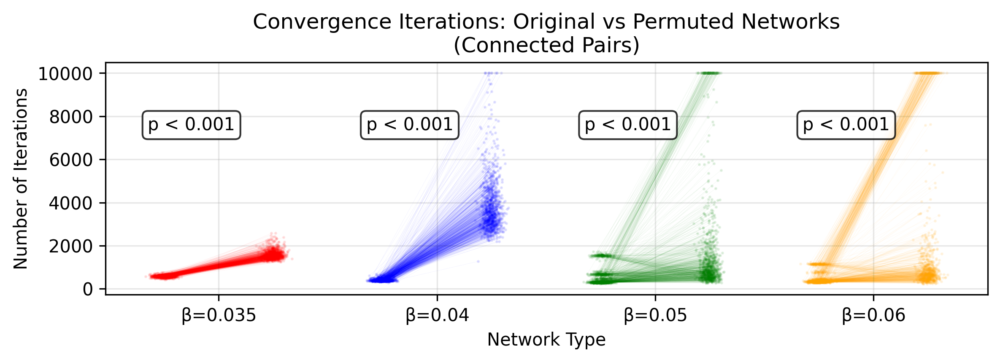 Convergence Iterations: Original vs Permuted Networks
(Connected Pairs)
Number of Iterations
10000
8000
6000
4000
2000
0
p < 0.001
p < 0.001
p < 0.001
p < 0.001
β=0.035
β=0.04
β=0.05
β=0.06
Network Type